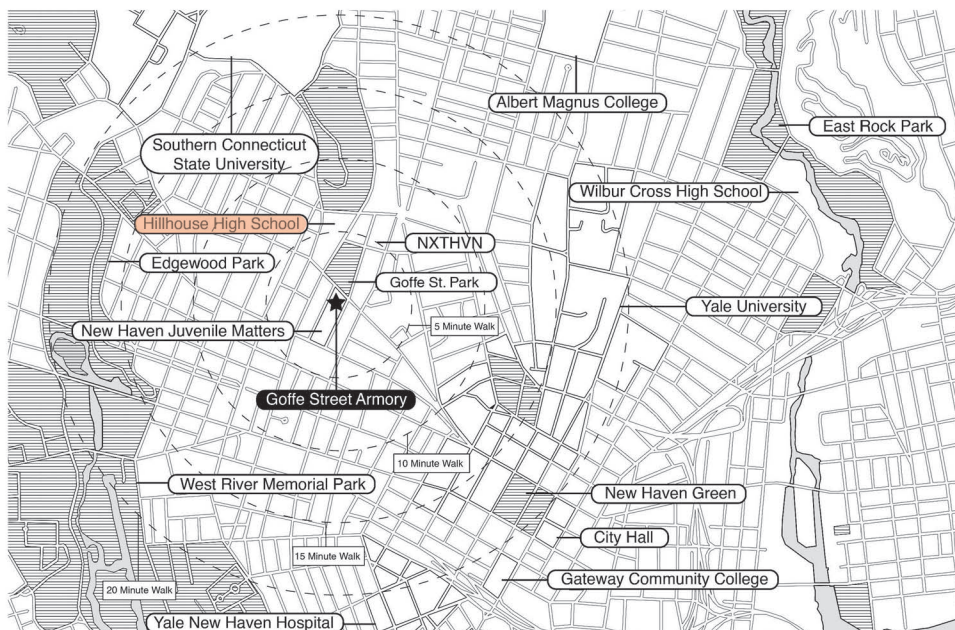 Albert Magnus College
East Rock Park
Southern Connecticut
State University
Wilbur Cross High School
Hillhouse High School
NXTHVN
Edgewood Park
Goffe St. Park
Yale University
5 Minute Walk
New Haven Juvenile Matters
Goffe Street Armory
10 Minute Walk
West River Memorial Park
New Haven Green
City Hall
15 Minute Walk
Gateway Community College
20 Minute Walk
Yale New Haven Hospital